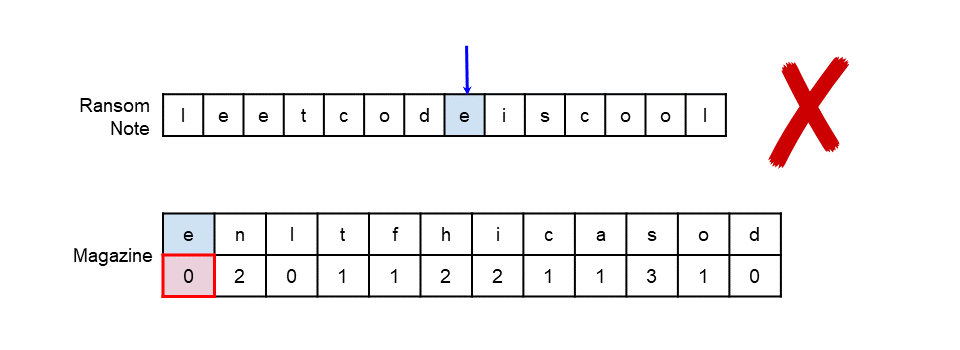 Ransom Note
l e e t c o d e i s c o o l
Magazine
e n l t f h i c a s o d
0 2 0 1 1 2 2 1 1 3 1 0